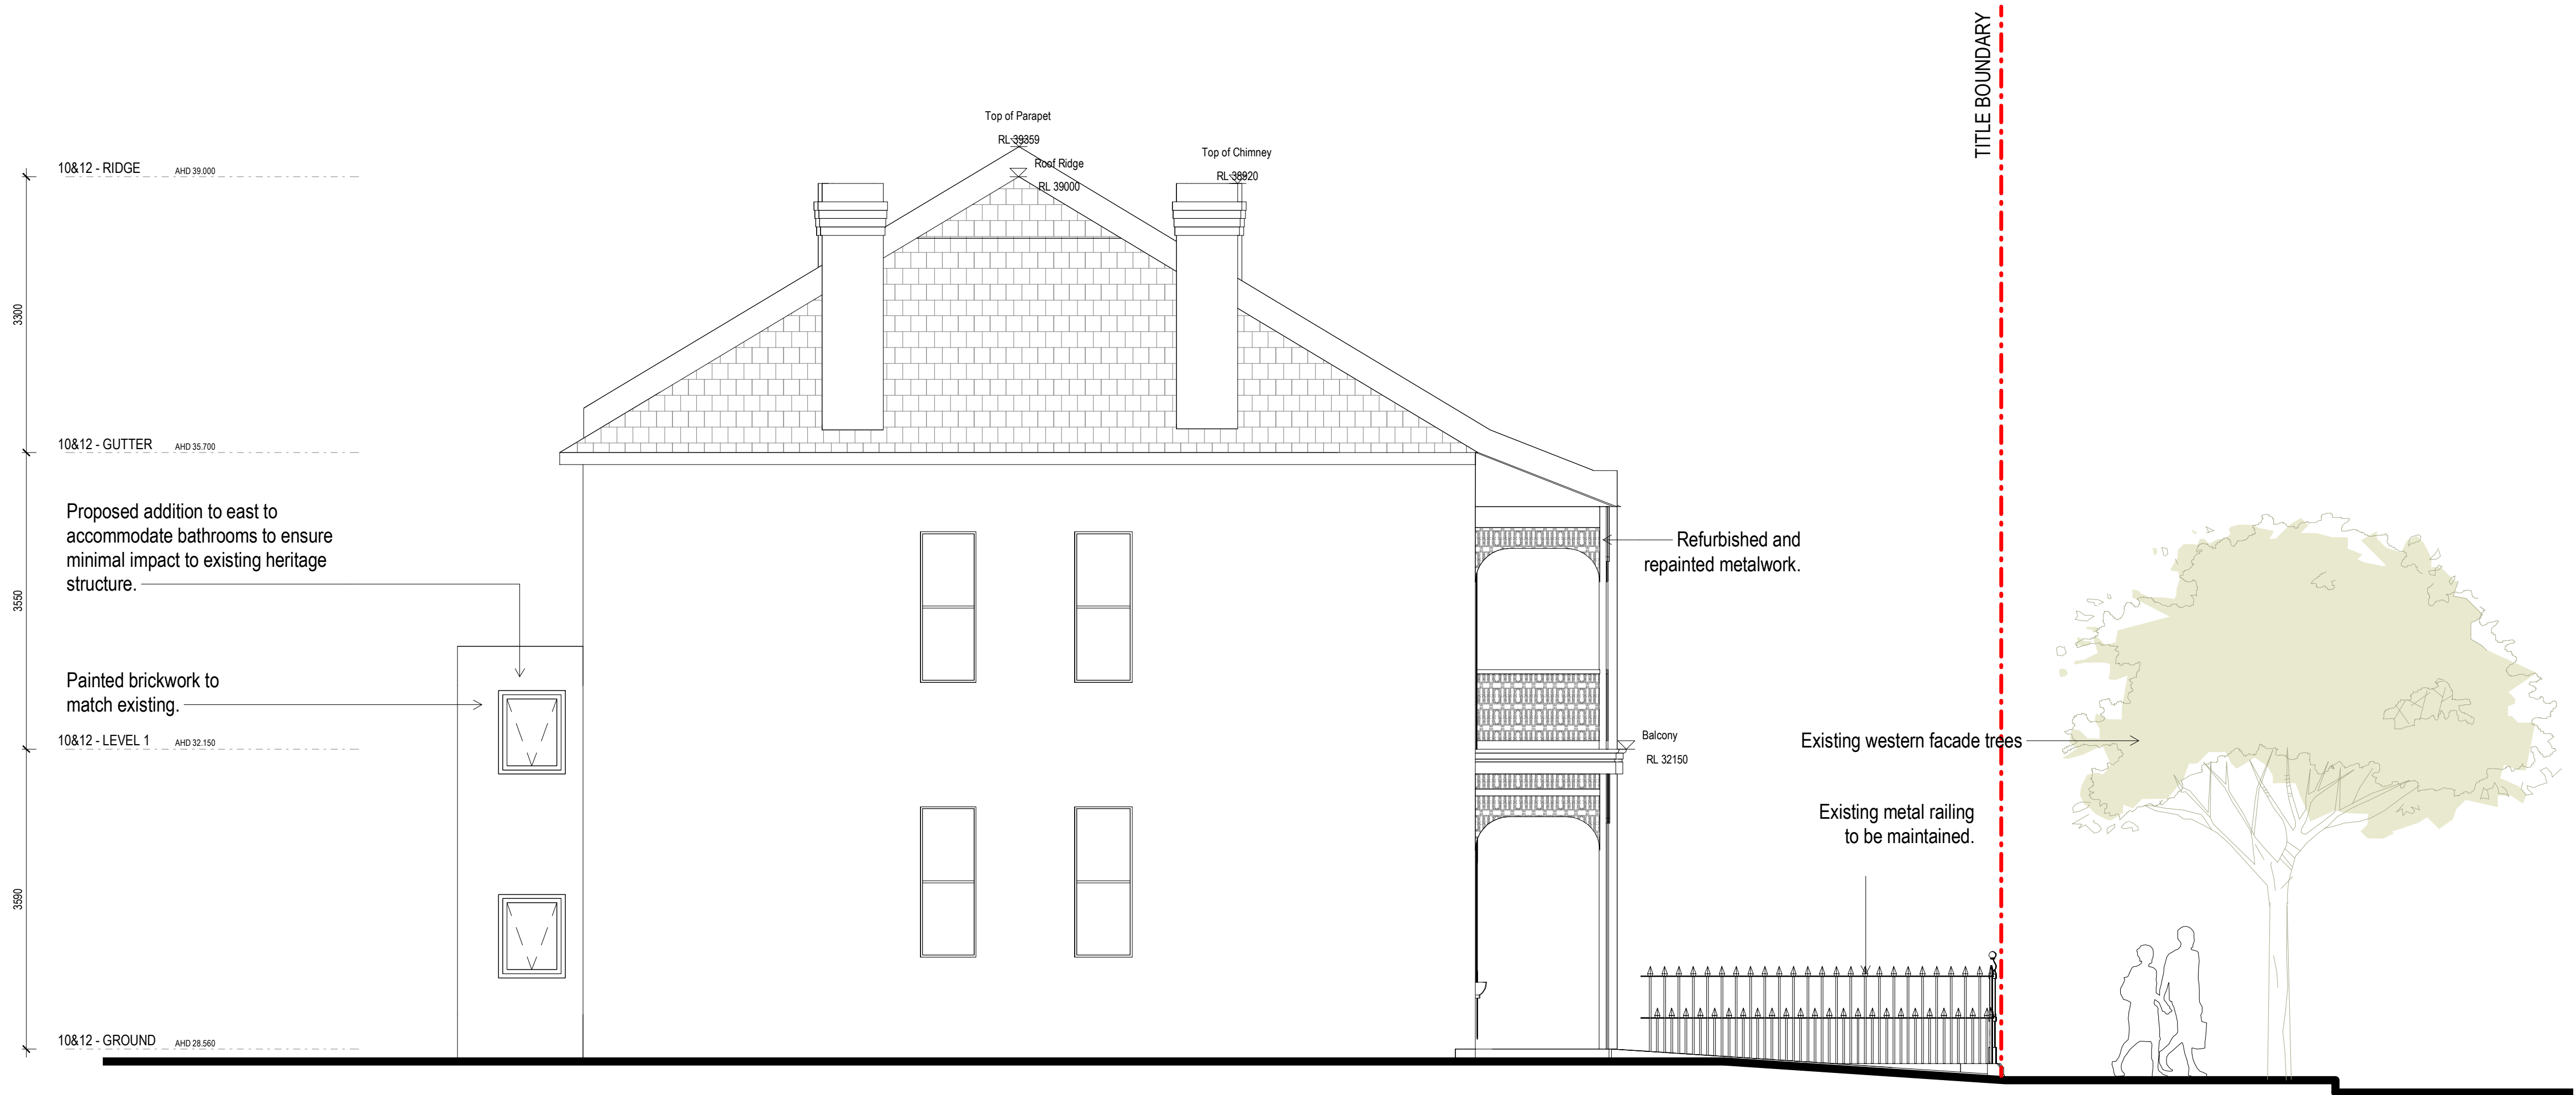 TITLE BOUNDARY
Top of Parapet
RL 39359
Roof Ridge
RL 39000
Top of Chimney
RL 38920
10&12 - RIDGE AHD 39.000
3300
10&12 - GUTTER AHD 35.700
Proposed addition to east to
accommodate bathrooms to ensure
minimal impact to existing heritage
structure.
Refurbished and
repainted metalwork.
3550
Painted brickwork to
match existing.
10&12 - LEVEL 1 AHD 32.150
Balcony
RL 32150
Existing western facade trees
Existing metal railing
to be maintained.
3590
10&12 - GROUND AHD 28.560